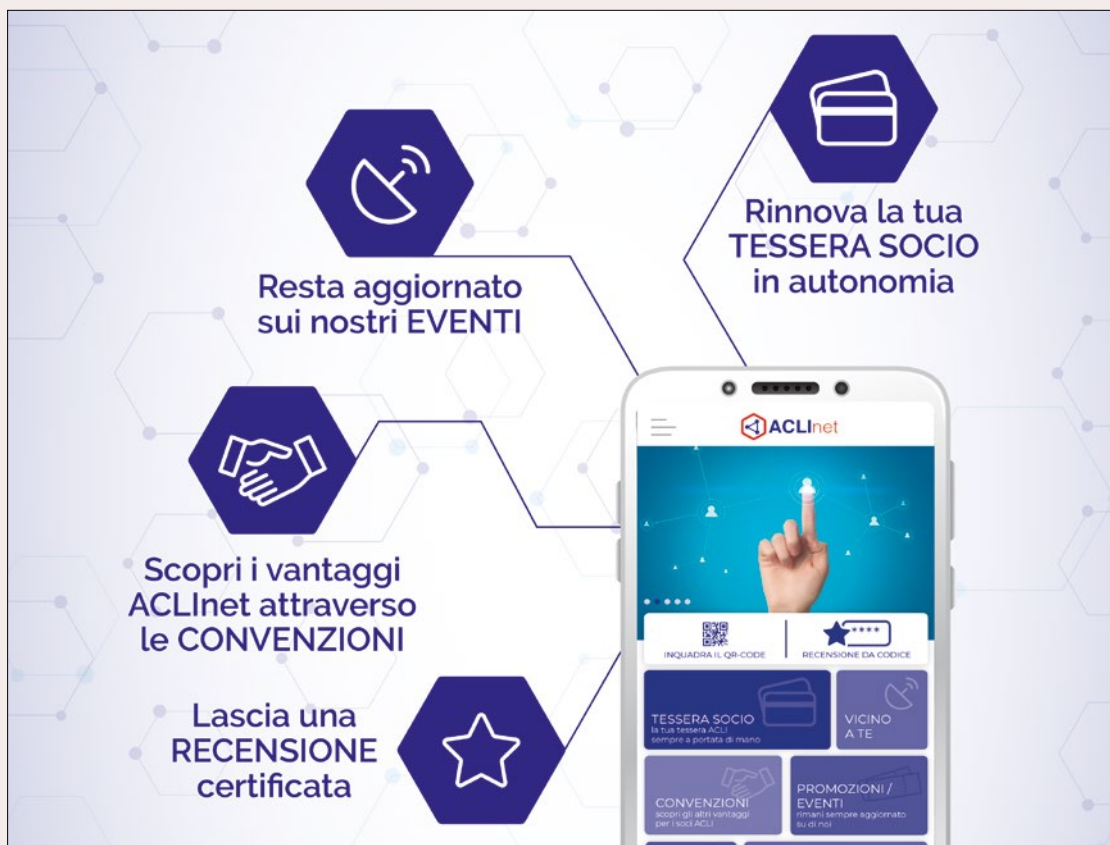 Rinnova la tua
TESSERA SOCIO
in autonomia
Resta aggiornato
sui nostri EVENTI
Scopri i vantaggi
ACLInet attraverso
le CONVENZIONI
Lascia una
RECENSIONE
certificata
ACLInet
INQUADRA IL QR-CODE
****
RECENSIONE DA CODICE
TESSERA SOCIO
la tua tessera ACLI
sempre a portata di mano
VICINO
A TE
CONVENZIONI
scopri gli altri vantaggi
per i soci ACLI
PROMOZIONI /
EVENTI
rimani sempre aggiornato
su di noi